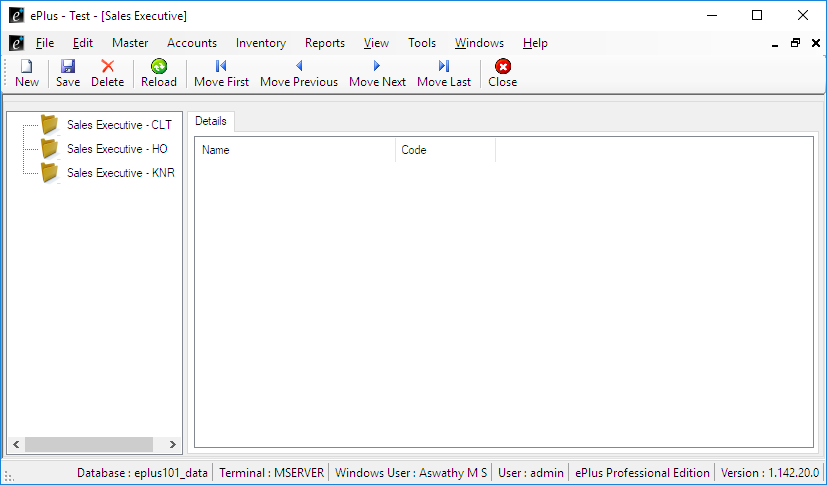 ePlus - Test - [Sales Executive]
File Edit Master Accounts Inventory Reports View Tools Windows Help
New Save Delete Reload Move First Move Previous Move Next Move Last Close
Sales Executive - CLT
Sales Executive - HO
Sales Executive - KNR
Details
Name Code
Database : eplus101_data Terminal : MSERVER Windows User : Aswathy M S User : admin ePlus Professional Edition Version : 1.142.20.0